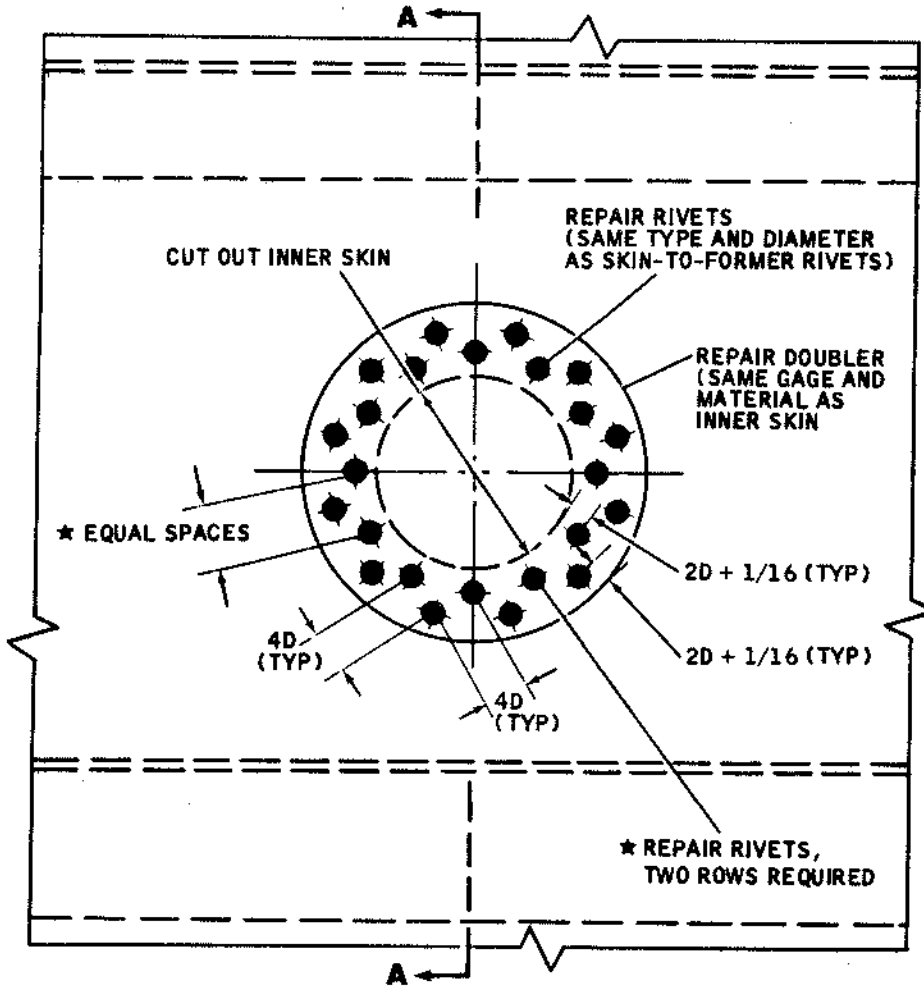 A
REPAIR RIVETS
(SAME TYPE AND DIAMETER
AS SKIN-TO-FORMER RIVETS)
CUT OUT INNER SKIN
REPAIR DOUBLER
(SAME GAGE AND
MATERIAL AS
INNER SKIN
★ EQUAL SPACES
2D + 1/16 (TYP)
4D
(TYP)
2D + 1/16 (TYP)
4D
(TYP)
★ REPAIR RIVETS,
TWO ROWS REQUIRED
A